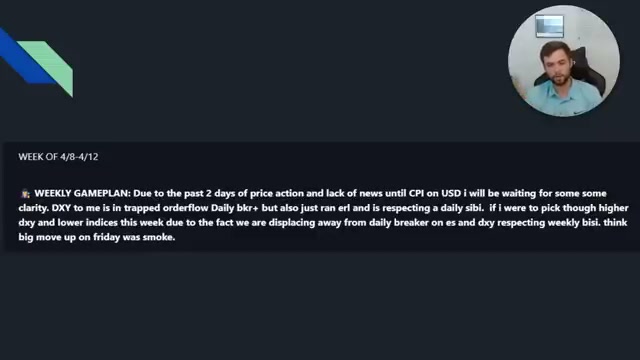 WEEK OF 4/8-4/12
WEEKLY GAMEPLAN: Due to the past 2 days of price action and lack of news until CPI on USD i will be waiting for some some
clarity. DXY to me is in trapped orderflow Daily bkr+ but also just ran erl and is respecting a daily sibi. if i were to pick though higher
dxy and lower indices this week due to the fact we are displacing away from daily breaker on es and dxy respecting weekly bisi. think
big move up on friday was smoke.